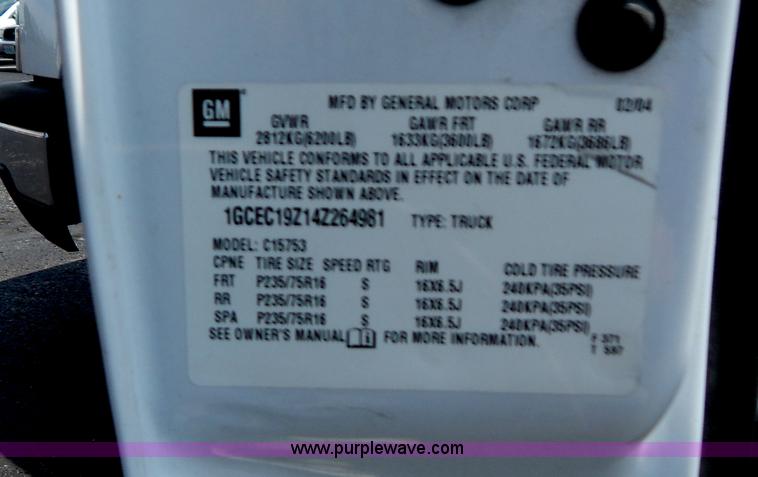 GM
MFD BY GENERAL MOTORS CORP 02/04
GVWR GAWR FRT GAWR RR
2812KG(6200LB) 1633KG(3600LB) 1672KG(3686LB)
THIS VEHICLE CONFORMS TO ALL APPLICABLE U.S. FEDERAL MOTOR
VEHICLE SAFETY STANDARDS IN EFFECT ON THE DATE OF
MANUFACTURE SHOWN ABOVE.
1GCEC19Z14Z264981 TYPE: TRUCK
MODEL: C15753
CPNE TIRE SIZE SPEED RTG RIM COLD TIRE PRESSURE
FRT P235/75R16 S 16X6.5J 240KPA(35PSI)
RR P235/75R16 S 16X6.5J 240KPA(35PSI)
SPA P235/75R16 S 16X6.5J 240KPA(35PSI)
SEE OWNER'S MANUAL FOR MORE INFORMATION.
F 371
T
www.purplewave.com